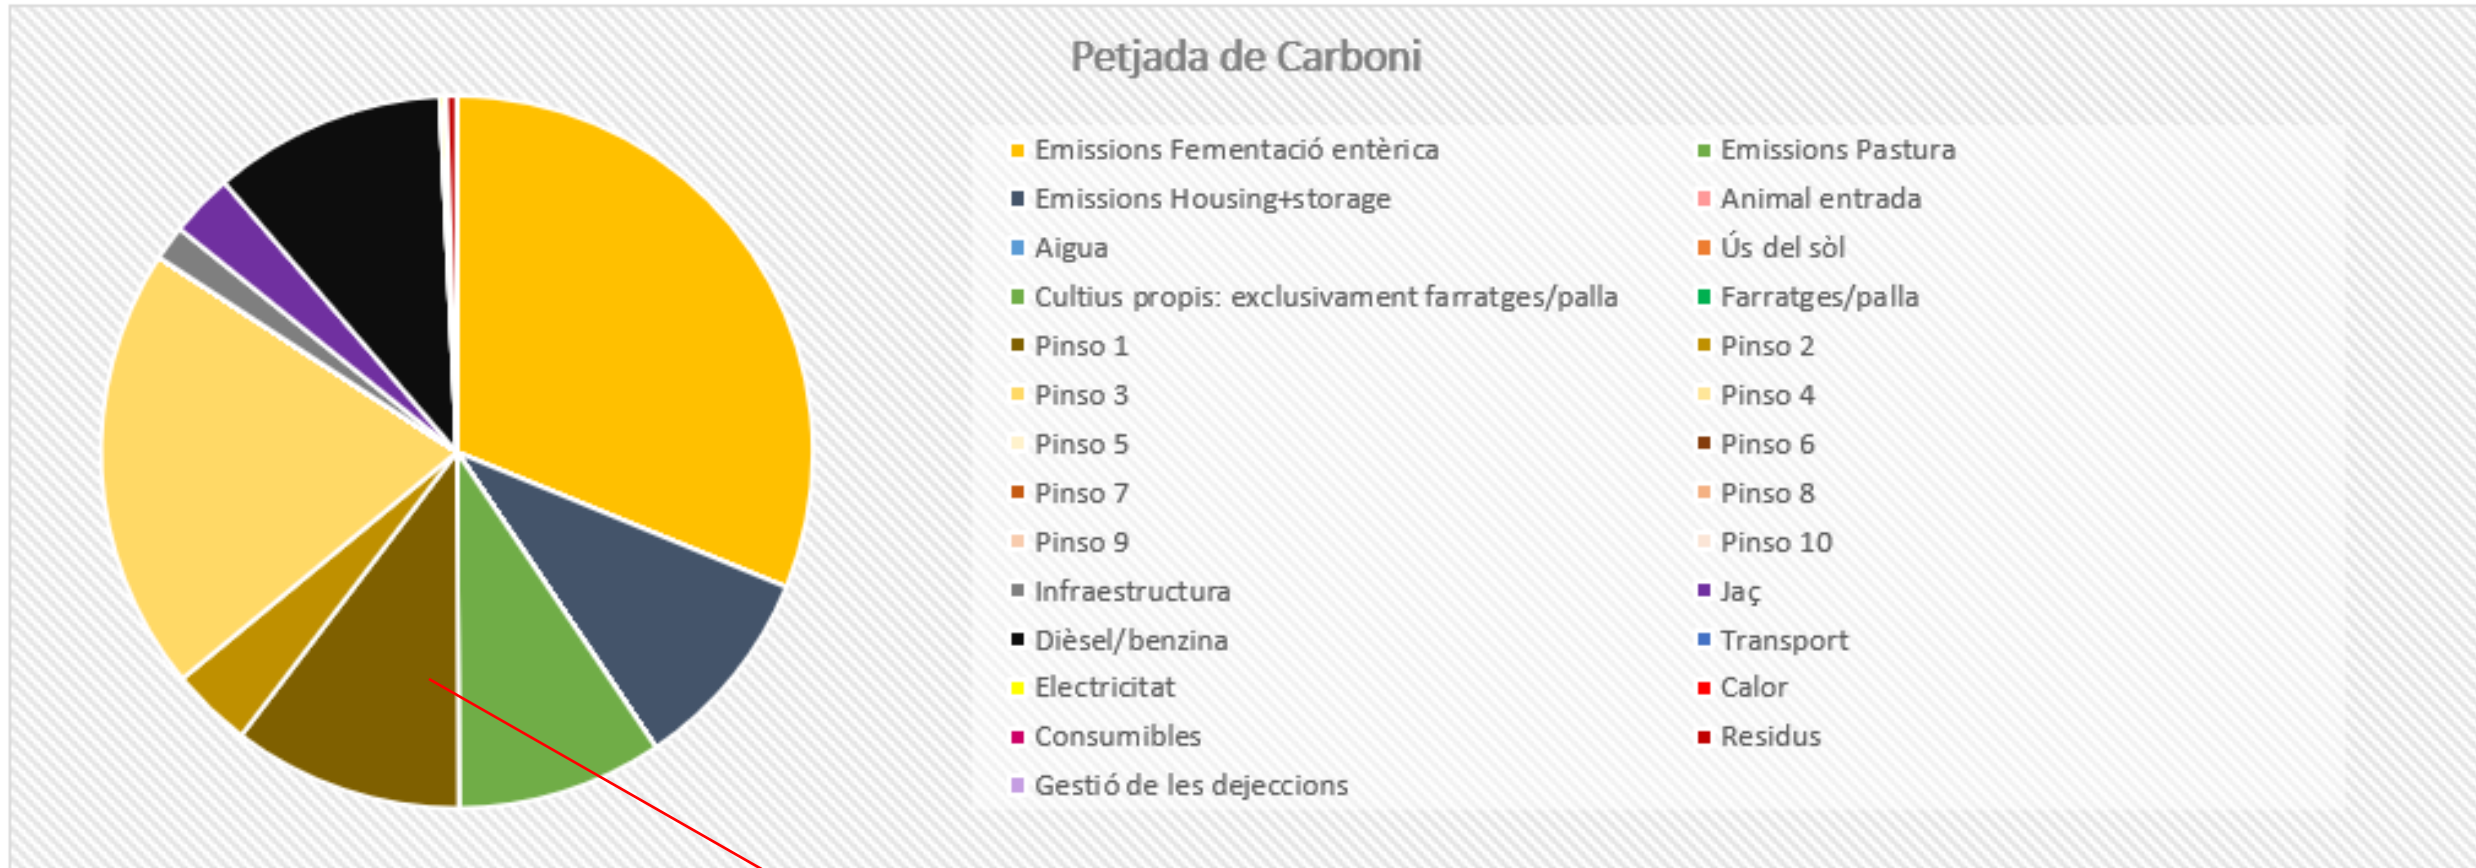 Petjada de Carboni
Emissions Fementació entèrica
Emissions Pastura
Emissions Housing+storage
Animal entrada
Aigua
Ús del sòl
Cultius propis: exclusivament farratges/palla
Farratges/palla
Pinso 1
Pinso 2
Pinso 3
Pinso 4
Pinso 5
Pinso 6
Pinso 7
Pinso 8
Pinso 9
Pinso 10
Infraestructura
Jaç
Dièsel/benzina
Transport
Electricitat
Calor
Consumibles
Residus
Gestió de les dejeccions